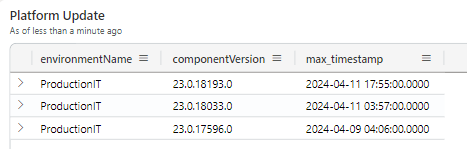 Platform Update
As of less than a minute ago
environmentName componentVersion max_timestamp
ProductionIT 23.0.18193.0 2024-04-11 17:55:00.0000
ProductionIT 23.0.18033.0 2024-04-11 03:57:00.0000
ProductionIT 23.0.17596.0 2024-04-09 04:06:00.0000